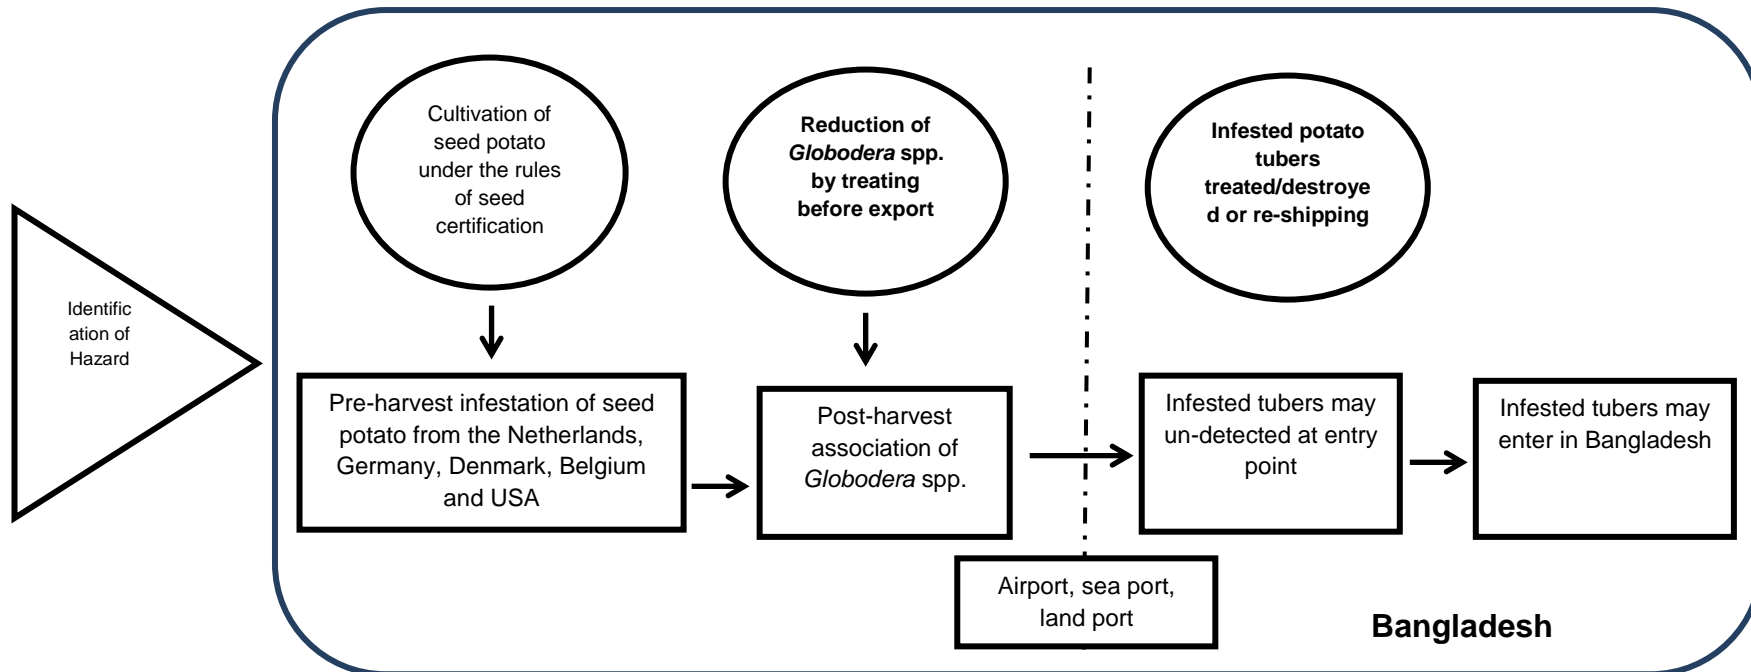 Identific
ation of
Hazard
Cultivation of
seed potato
under the rules
of seed
certification
Reduction of
Globodera spp.
by treating
before export
Infested potato
tubers
treated/destroye
d or re-shipping
Pre-harvest infestation of seed
potato from the Netherlands,
Germany, Denmark, Belgium
and USA
Post-harvest
association of
Globodera spp.
Infested tubers may
un-detected at entry
point
Infested tubers may
enter in Bangladesh
Airport, sea port,
land port
Bangladesh